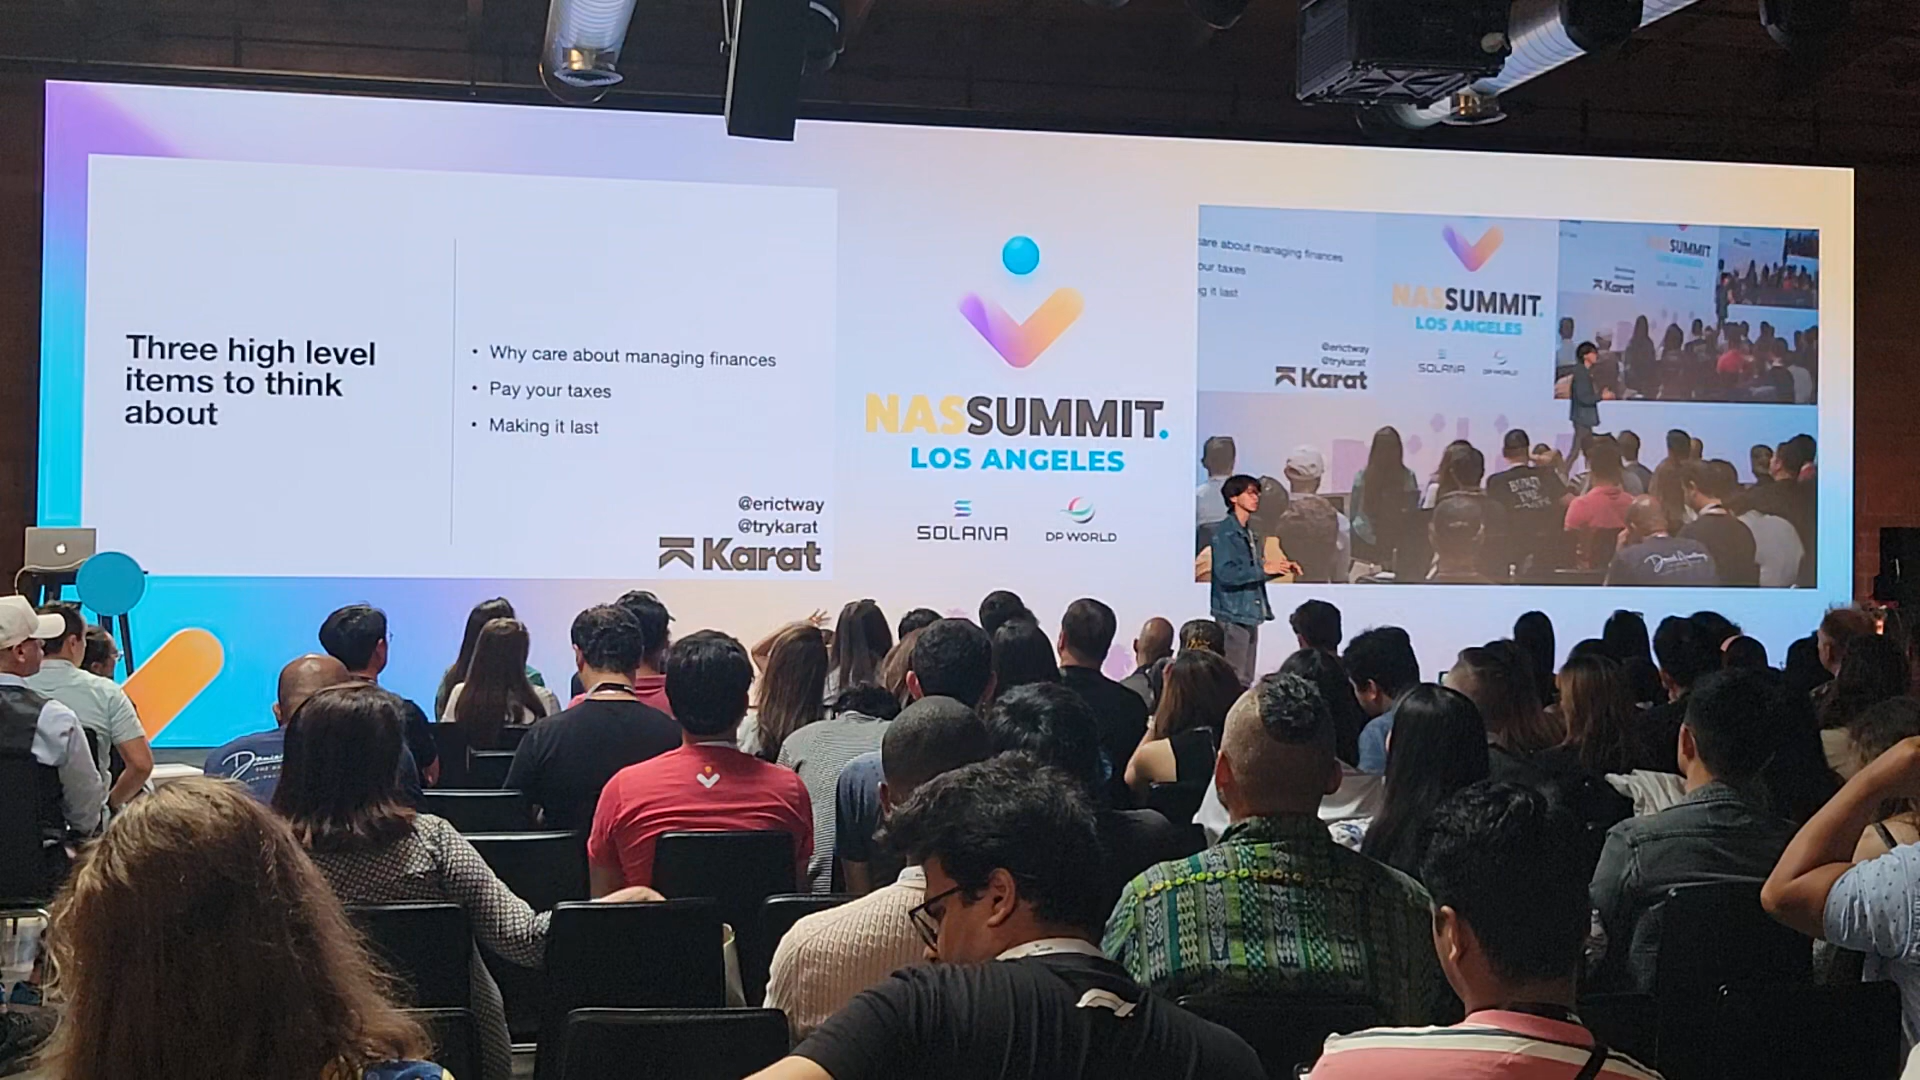 Three high level
items to think
about
• Why care about managing finances
• Pay your taxes
• Making it last
@erictway
@trykarat
Karat
NASSUMMIT.
LOS ANGELES
SOLANA
DP WORLD
care about managing finances
our taxes
g it last
@erictway
@trykarat
Karat
NASSUMMIT.
LOS ANGELES
SOLANA
DP WORLD
SUMMIT
Karat